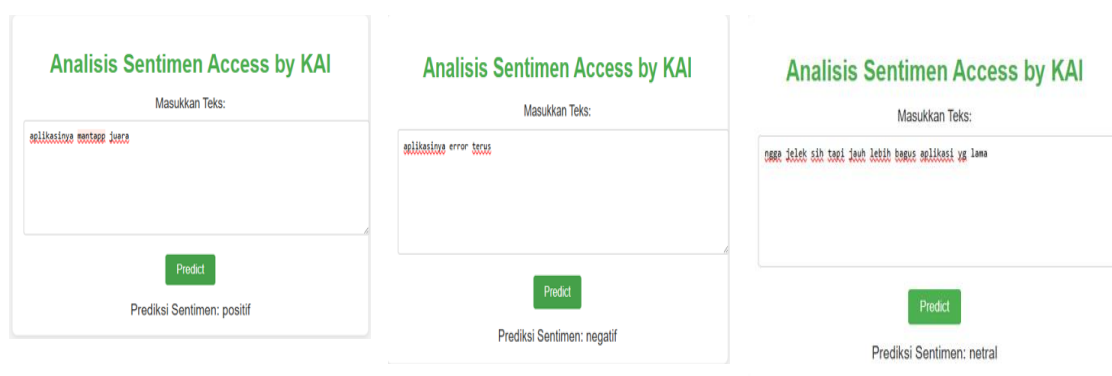 Analisis Sentimen Access by KAI
Masukkan Teks:
aplikasinya mantapp juara
Predict
Prediksi Sentimen: positif
Analisis Sentimen Access by KAI
Masukkan Teks:
aplikasinya error terus
Predict
Prediksi Sentimen: negatif
Analisis Sentimen Access by KAI
Masukkan Teks:
ngga jelek sih tapi jauh lebih bagus aplikasi yg lama
Predict
Prediksi Sentimen: netral